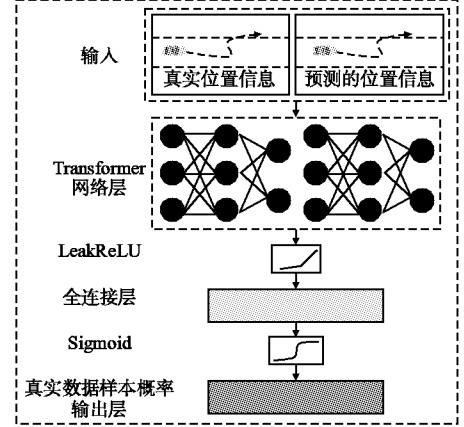 输入
真实位置信息
预测的位置信息
Transformer
网络层
LeakReLU
全连接层
Sigmoid
真实数据样本概率
输出层